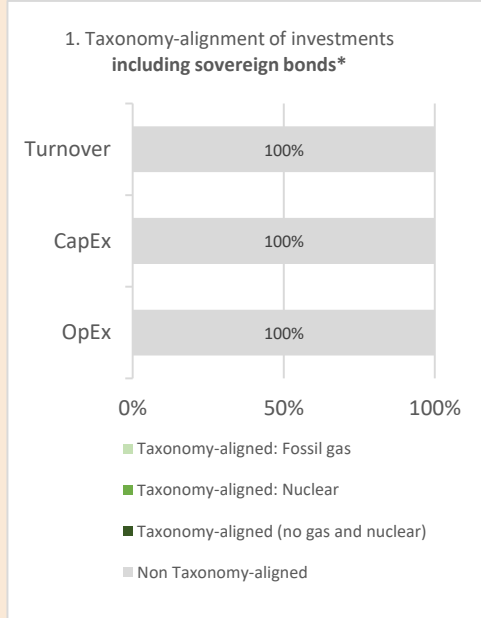 1. Taxonomy-alignment of investments
including sovereign bonds*
Turnover
100%
CapEx
100%
OpEx
100%
0%
50%
100%
Taxonomy-aligned: Fossil gas
Taxonomy-aligned: Nuclear
Taxonomy-aligned (no gas and nuclear)
Non Taxonomy-aligned